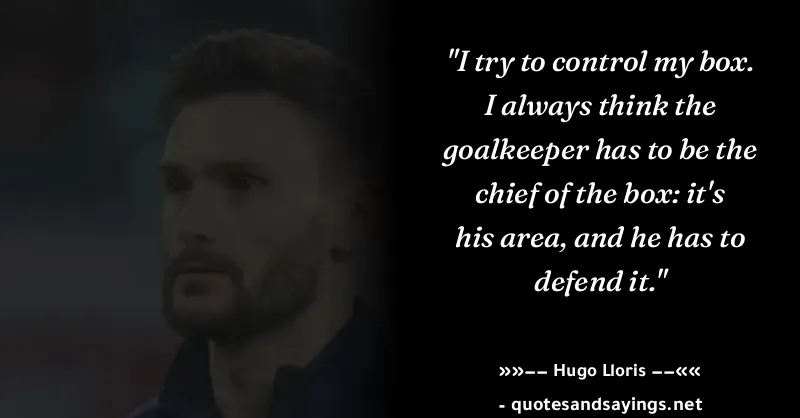 "I try to control my box.
I always think the
goalkeeper has to be the
chief of the box: it's
his area, and he has to
defend it."
»»−− Hugo Lloris −−««
- quotesandsayings.net